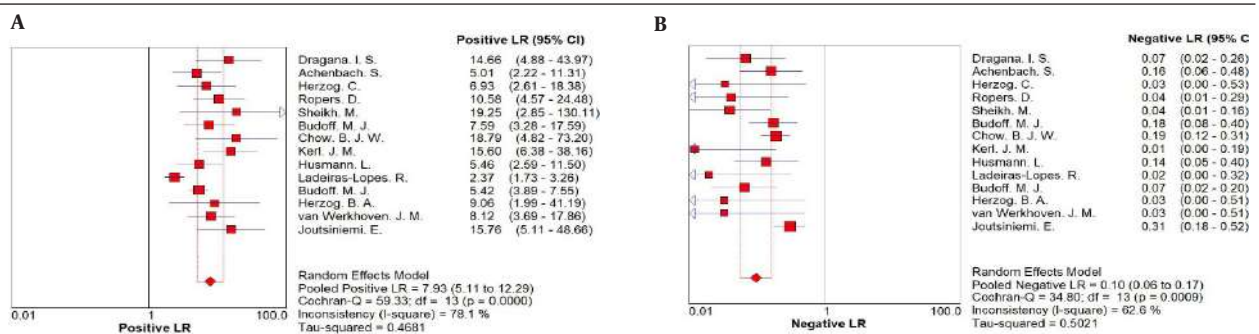 A
Positive LR (95% CI)
Dragana. I. S. 14.66 (4.88 - 43.97)
Achenbach. S. 5.01 (2.22 - 11.31)
Herzog. C. 6.93 (2.61 - 18.38)
Ropers. D. 10.58 (4.57 - 24.48)
Sheikh. M. 19.25 (2.85 - 130.11)
Budoff. M. J. 7.59 (3.28 - 17.59)
Chow. B. J. W. 18.79 (4.82 - 73.20)
Kerl. J. M. 15.60 (6.38 - 38.16)
Husmann. L. 5.46 (2.59 - 11.50)
Ladeiras-Lopes. R. 2.37 (1.73 - 3.26)
Budoff. M. J. 5.42 (3.89 - 7.55)
Herzog. B. A. 9.06 (1.99 - 41.19)
van Werkhoven. J. M. 8.12 (3.69 - 17.86)
Joutsiniemi. E. 15.76 (5.11 - 48.66)
Random Effects Model
Pooled Positive LR = 7.93 (5.11 to 12.29)
Cochran-Q = 59.33; df = 13 (p = 0.0000)
Inconsistency (I-square) = 78.1 %
Tau-squared = 0.4681
0.01 1 100.0
Positive LR
B
Negative LR (95% C
Dragana. I. S. 0.07 (0.02 - 0.26)
Achenbach. S. 0.16 (0.06 - 0.48)
Herzog. C. 0.03 (0.00 - 0.53)
Ropers. D. 0.04 (0.01 - 0.29)
Sheikh. M. 0.04 (0.01 - 0.16)
Budoff. M. J. 0.18 (0.08 - 0.40)
Chow. B. J. W. 0.19 (0.12 - 0.31)
Kerl. J. M. 0.01 (0.00 - 0.19)
Husmann. L. 0.14 (0.05 - 0.40)
Ladeiras-Lopes. R. 0.02 (0.00 - 0.32)
Budoff. M. J. 0.07 (0.02 - 0.20)
Herzog. B. A. 0.03 (0.00 - 0.51)
van Werkhoven. J. M. 0.03 (0.00 - 0.51)
Joutsiniemi. E. 0.31 (0.18 - 0.52)
Random Effects Model
Pooled Negative LR = 0.10 (0.06 to 0.17)
Cochran-Q = 34.80; df = 13 (p = 0.0009)
Inconsistency (I-square) = 62.6 %
Tau-squared = 0.5021
0.01 1 100.0
Negative LR